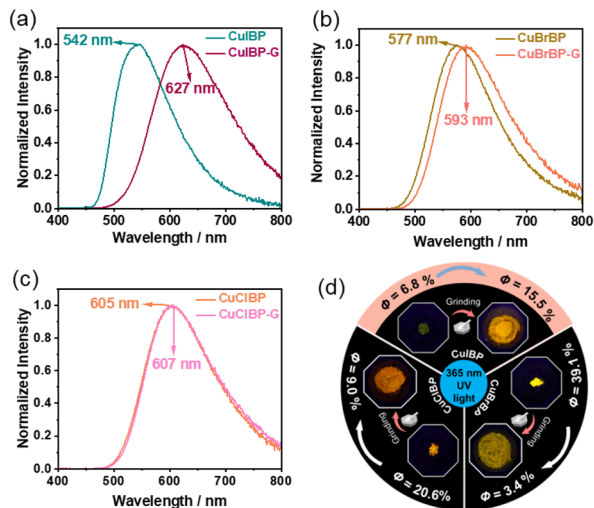 (a)
Normalized Intensity
1.0
0.8
0.6
0.4
0.2
0.0
542 nm
CuIBP
CuIBP-G
627 nm
400 500 600 700 800
Wavelength / nm
(b)
Normalized Intensity
1.0
0.8
0.6
0.4
0.2
0.0
577 nm
CuBrBP
CuBrBP-G
593 nm
400 500 600 700 800
Wavelength / nm
(c)
Normalized Intensity
1.0
0.8
0.6
0.4
0.2
0.0
605 nm
CuClBP
CuClBP-G
607 nm
400 500 600 700 800
Wavelength / nm
(d)
Φ = 6.8 %
Φ = 15.5 %
Grinding
CuIBP
365 nm
UV
light
CuClBP
CuBrBP
Φ = 9.0 %
Φ = 39.1%
Grinding
Grinding
Φ = 20.6%
Φ = 3.4 %